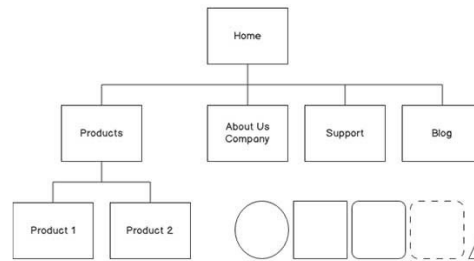 Home
Products
About Us
Company
Support
Blog
Product 1
Product 2